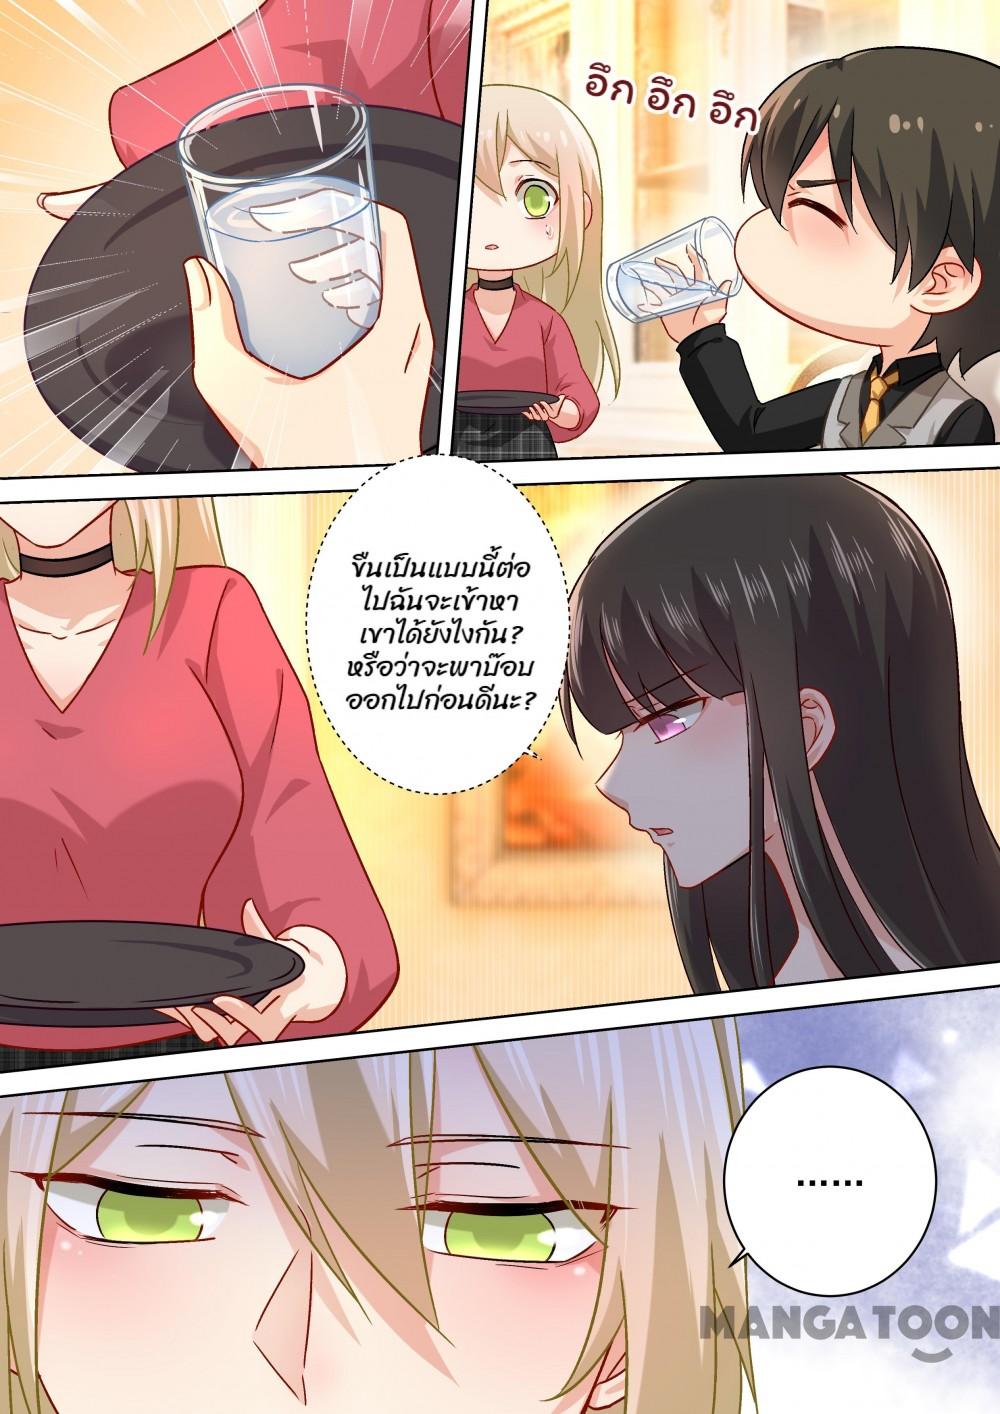 อึก อึก อึก
ขืนเป็นแบบนี้ต่อ
ไปฉันจะเข้าหา
เขาได้ยังไงกัน?
หรือว่าจะพาบ๊อบ
ออกไปก่อนดีนะ?
......
MANGATOON